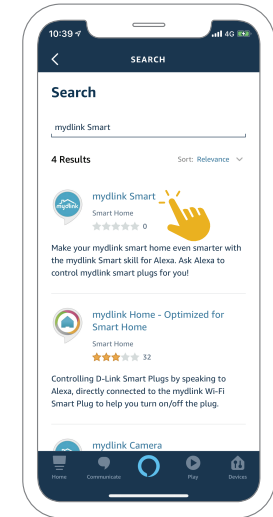 10:39
4G
SEARCH
Search
mydlink Smart
4 Results
Sort: Relevance
mydlink
mydlink Smart
Smart Home
0
Make your mydlink smart home even smarter with
the mydlink Smart skill for Alexa. Ask Alexa to
control mydlink smart plugs for you!
mydlink Home - Optimized for
Smart Home
Smart Home
32
Controlling D-Link Smart Plugs by speaking to
Alexa, directly connected to the mydlink Wi-Fi
Smart Plug to help you turn on/off the plug.
mydlink Camera
Home
Communicate
Play
Devices